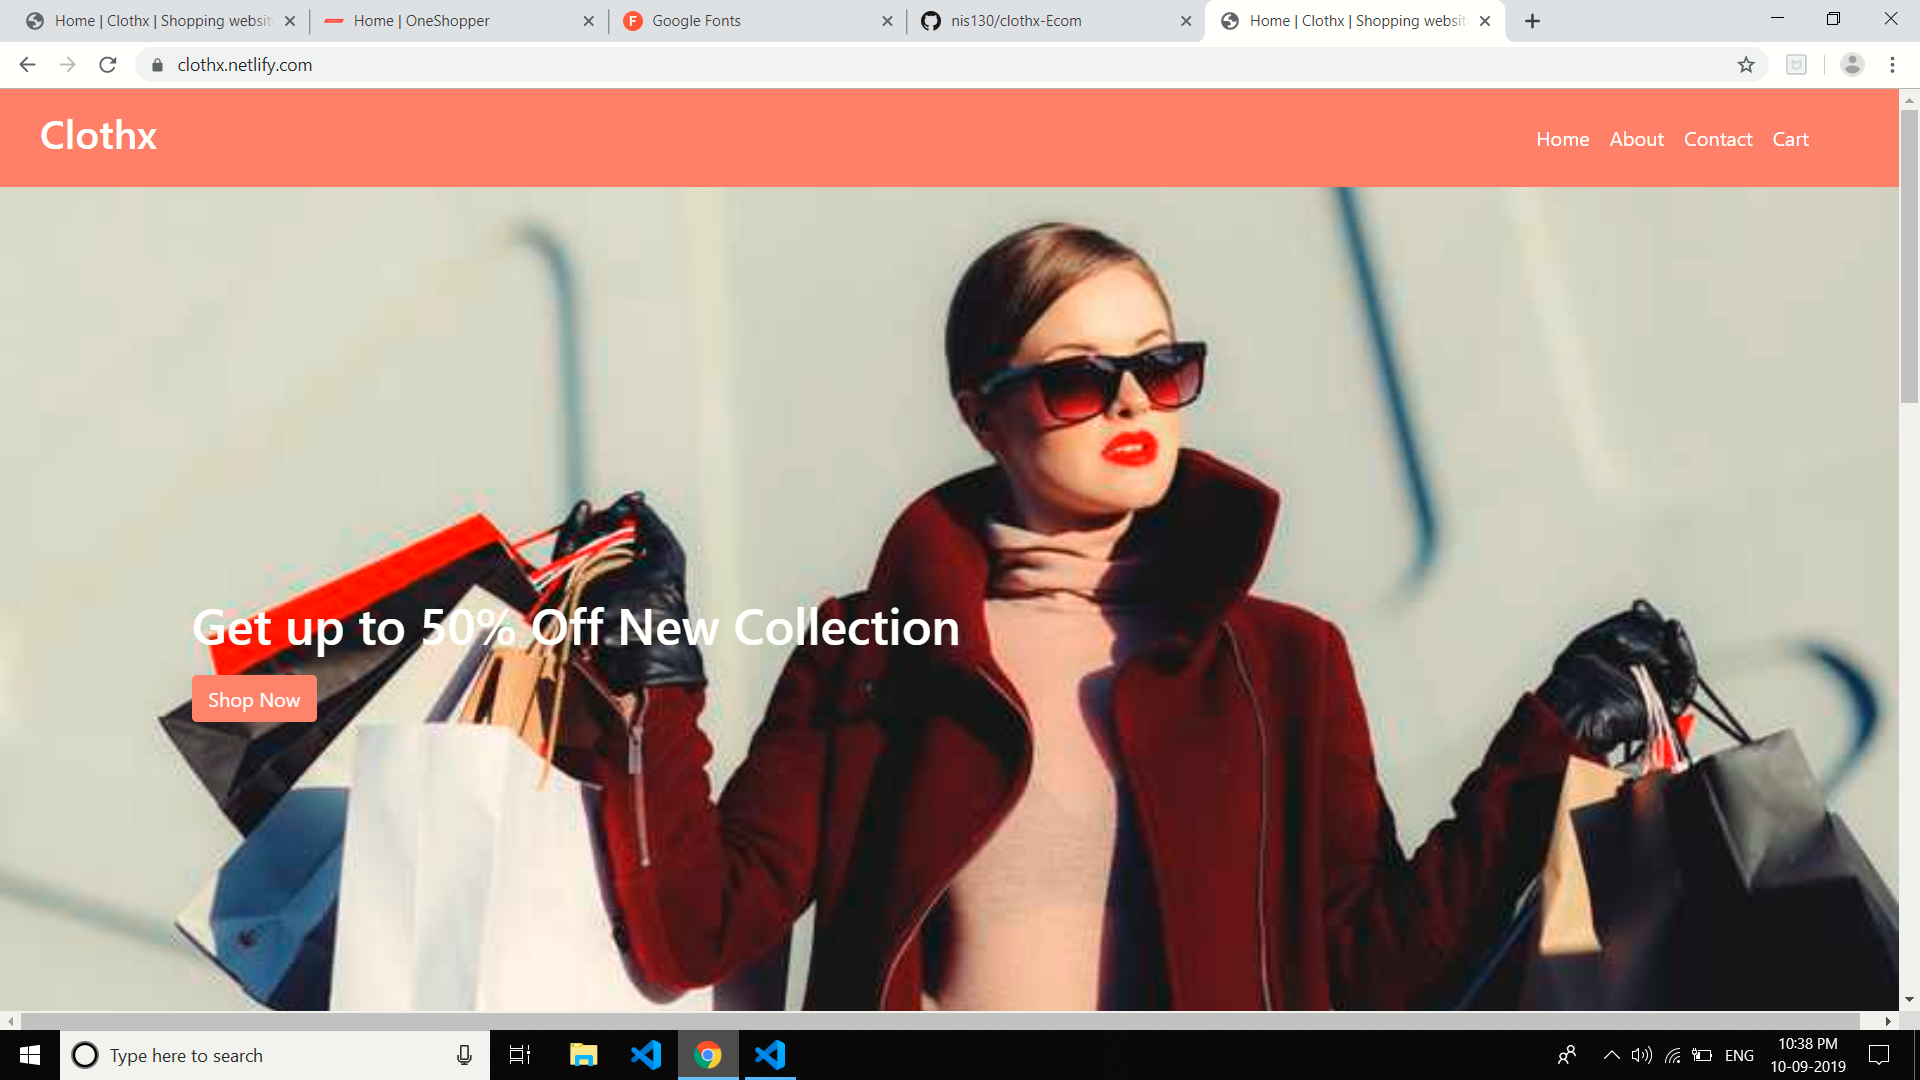 Home | Clothx | Shopping websit
Home | OneShopper
Google Fonts
nis130/clothx-Ecom
Home | Clothx | Shopping websit
clothx.netlify.com
Clothx
Home About Contact Cart
Get up to 50% Off New Collection
Shop Now
Type here to search
ENG
10:38 PM
10-09-2019